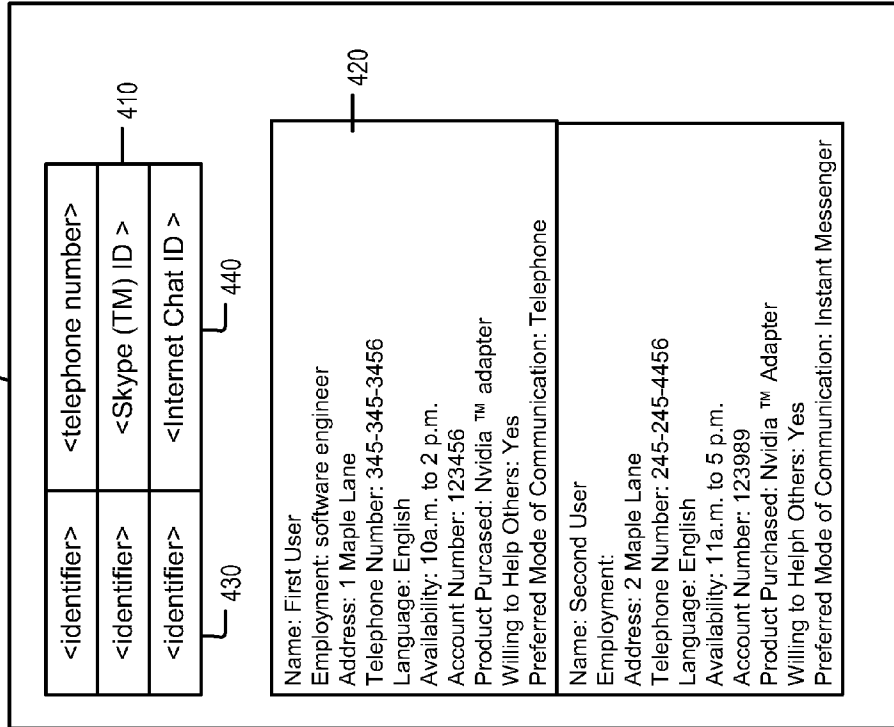 <identifier> <telephone number>
<identifier> <Skype (TM) ID >
<identifier> <Internet Chat ID >
410
430
440
420
Name: First User
Employment: software engineer
Address: 1 Maple Lane
Telephone Number: 345-345-3456
Language: English
Availability: 10a.m. to 2 p.m.
Account Number: 123456
Product Purcased: Nvidia ™ adapter
Willing to Help Others: Yes
Preferred Mode of Communication: Telephone
Name: Second User
Employment:
Address: 2 Maple Lane
Telephone Number: 245-245-4456
Language: English
Availability: 11a.m. to 5 p.m.
Account Number: 123989
Product Purchased: Nvidia ™ Adapter
Willing to Helph Others: Yes
Preferred Mode of Communication: Instant Messenger